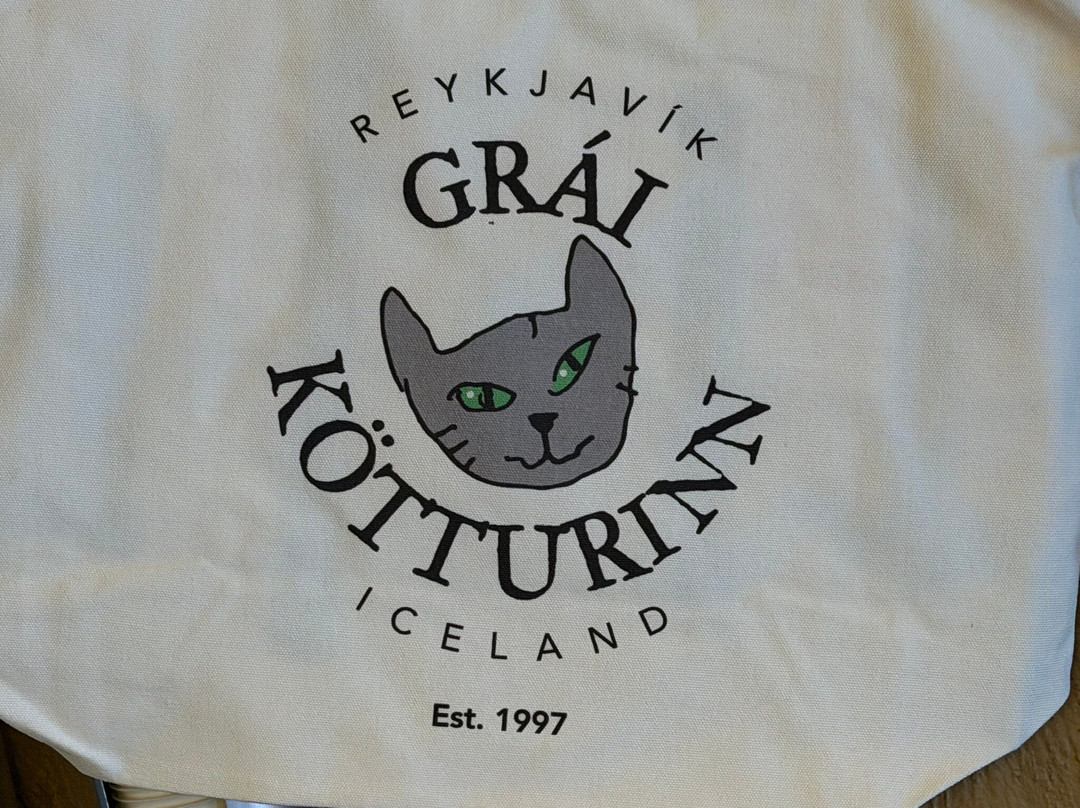 REYKJAVÍK
GRÁI
KÖTTURINN
ICELAND
Est. 1997